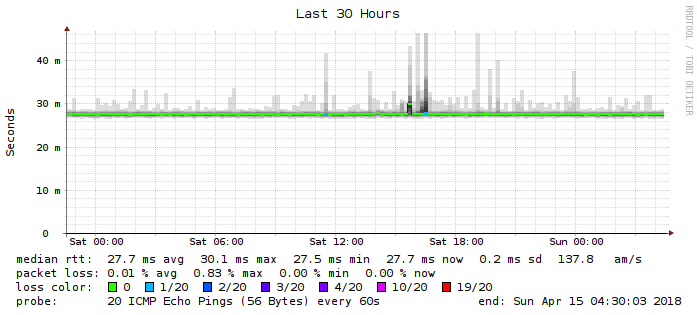 Last 30 Hours
RRDTOOL / TOBI OETIKER
Seconds
40 m
30 m
20 m
10 m
0
Sat 00:00 Sat 06:00 Sat 12:00 Sat 18:00 Sun 00:00
median rtt: 27.7 ms avg 30.1 ms max 27.5 ms min 27.7 ms now 0.2 ms sd 137.8 am/s
packet loss: 0.01 % avg 0.83 % max 0.00 % min 0.00 % now
loss color: 0 1/20 2/20 3/20 4/20 10/20 19/20
probe: 20 ICMP Echo Pings (56 Bytes) every 60s end: Sun Apr 15 04:30:03 2018